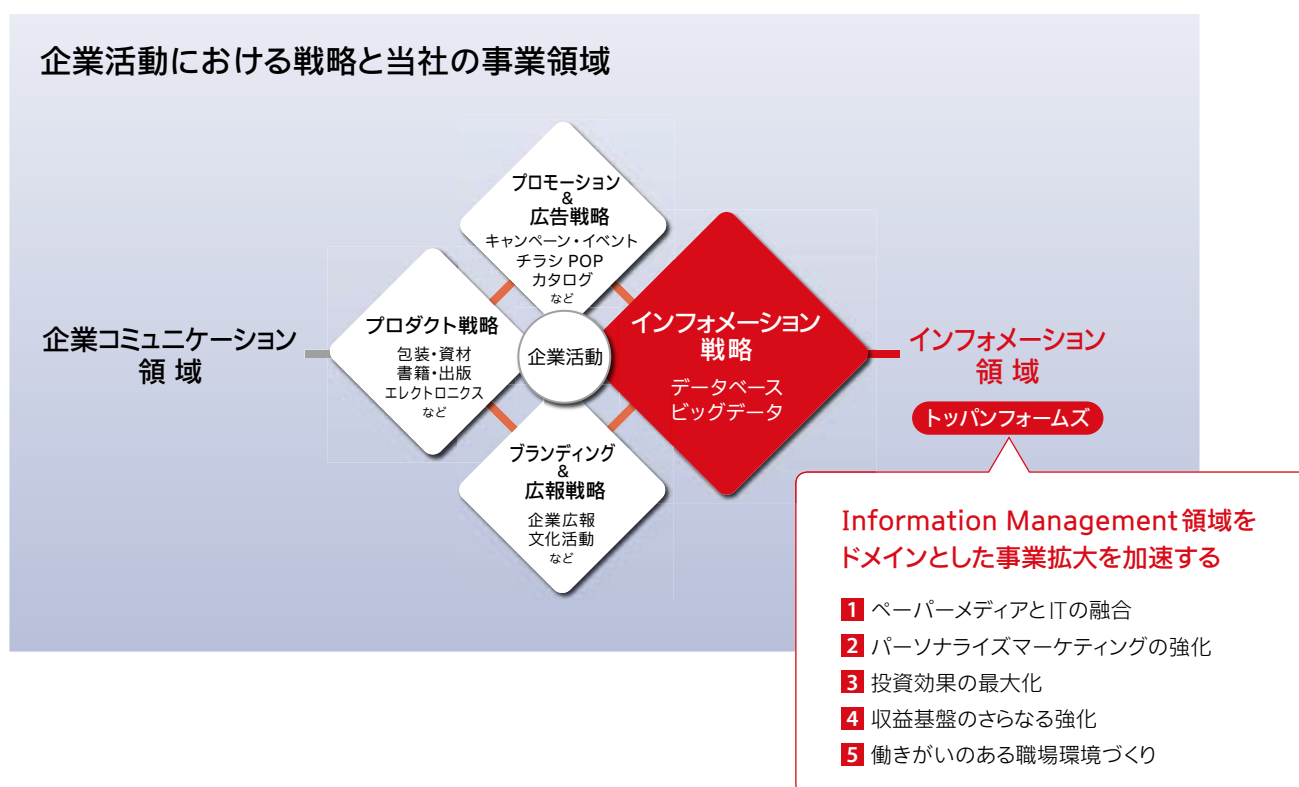 企業活動における戦略と当社の事業領域
プロモーション
&
広告戦略
キャンペーン・イベント
チラシ POP
カタログ
など
企業コミュニケーション
領 域
プロダクト戦略
包装・資材
書籍・出版
エレクトロニクス
など
企業活動
インフォメーション
戦略
データベース
ビッグデータ
インフォメーション
領 域
トッパンフォームズ
ブランディング
&
広報戦略
企業広報
文化活動
など
Information Management領域を
ドメインとした事業拡大を加速する
1 ペーパーメディアとITの融合
2 パーソナライズマーケティングの強化
3 投資効果の最大化
4 収益基盤のさらなる強化
5 働きがいのある職場環境づくり